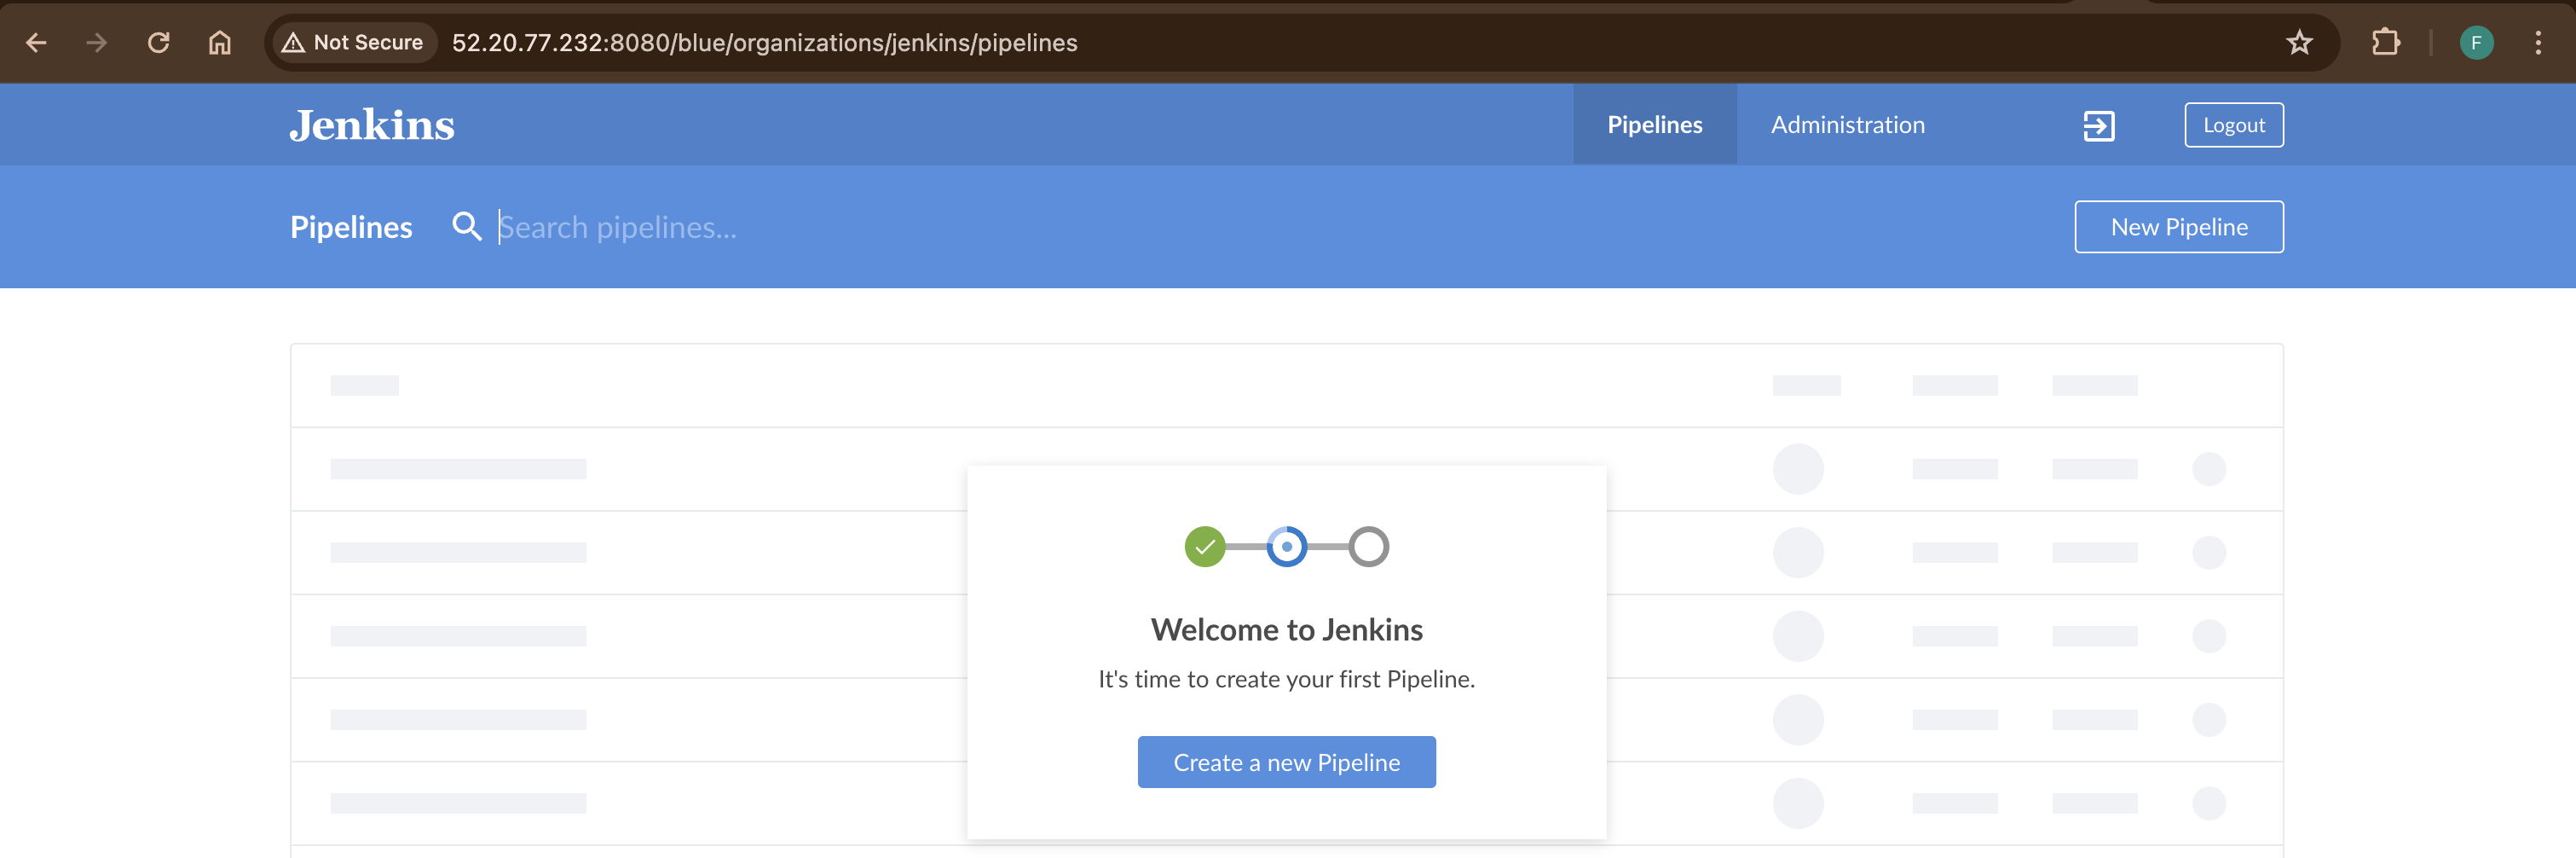 Not Secure 52.20.77.232:8080/blue/organizations/jenkins/pipelines F
Jenkins Pipelines Administration Logout
Pipelines Search pipelines... New Pipeline
Welcome to Jenkins
It's time to create your first Pipeline.
Create a new Pipeline